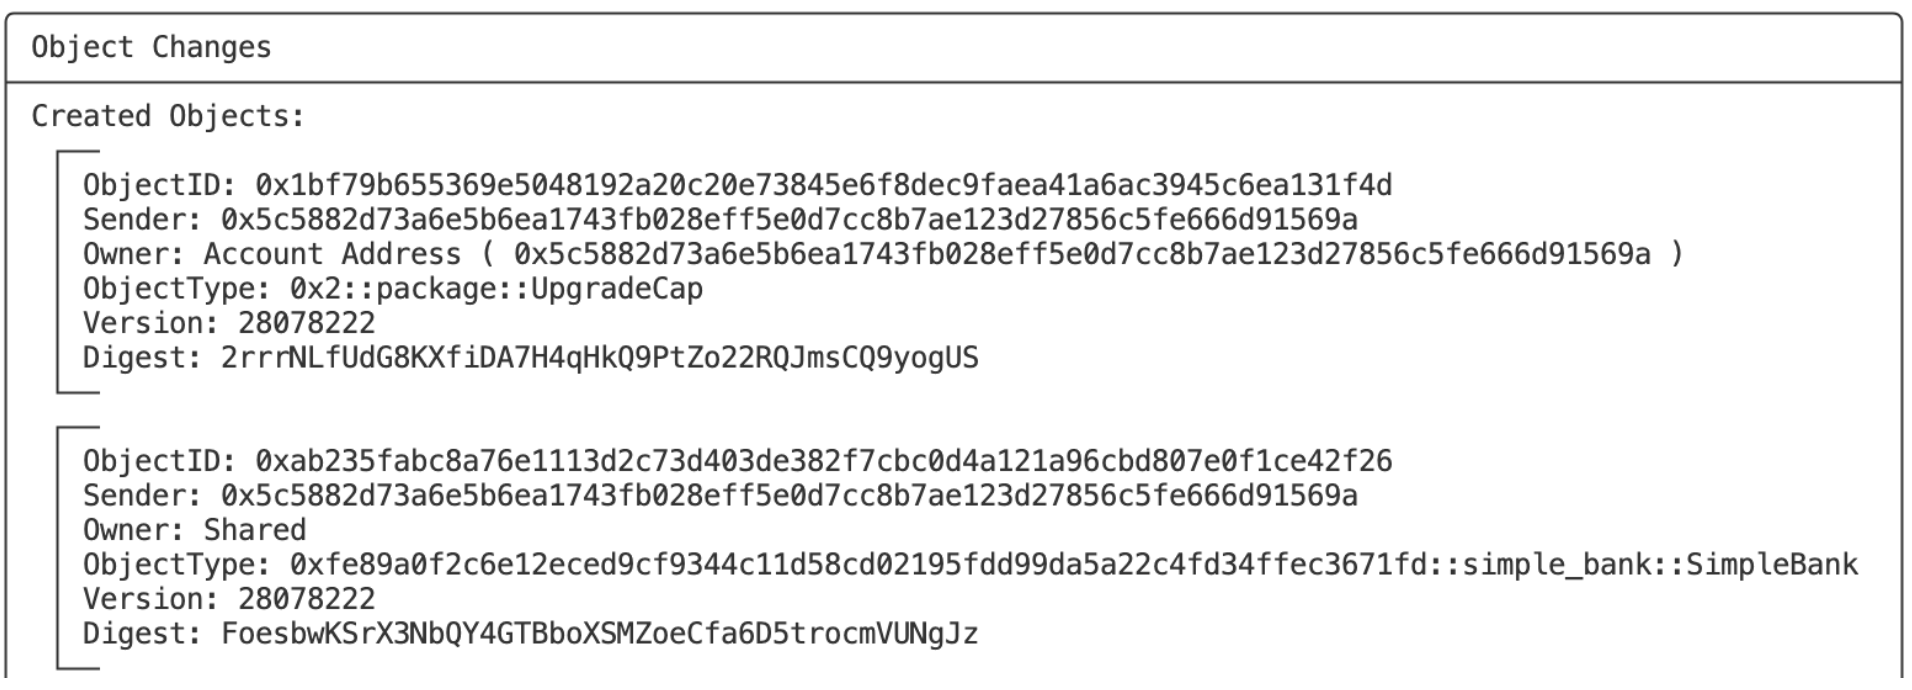 Object Changes
Created Objects:
ObjectID: 0x1bf79b655369e5048192a20c20e73845e6f8dec9faea41a6ac3945c6ea131f4d
Sender: 0x5c5882d73a6e5b6ea1743fb028eff5e0d7cc8b7ae123d27856c5fe666d91569a
Owner: Account Address ( 0x5c5882d73a6e5b6ea1743fb028eff5e0d7cc8b7ae123d27856c5fe666d91569a )
ObjectType: 0x2::package::UpgradeCap
Version: 28078222
Digest: 2rrrNLfUdG8KXfiDA7H4qHkQ9PtZo22RQJmsCQ9yogUS
ObjectID: 0xab235fabc8a76e1113d2c73d403de382f7cbc0d4a121a96cbd807e0f1ce42f26
Sender: 0x5c5882d73a6e5b6ea1743fb028eff5e0d7cc8b7ae123d27856c5fe666d91569a
Owner: Shared
ObjectType: 0xfe89a0f2c6e12eced9cf9344c11d58cd02195fdd99da5a22c4fd34ffec3671fd::simple_bank::SimpleBank
Version: 28078222
Digest: FoesbwKSrX3NbQY4GTBboXSMZoeCfa6D5trocmVUNgJz